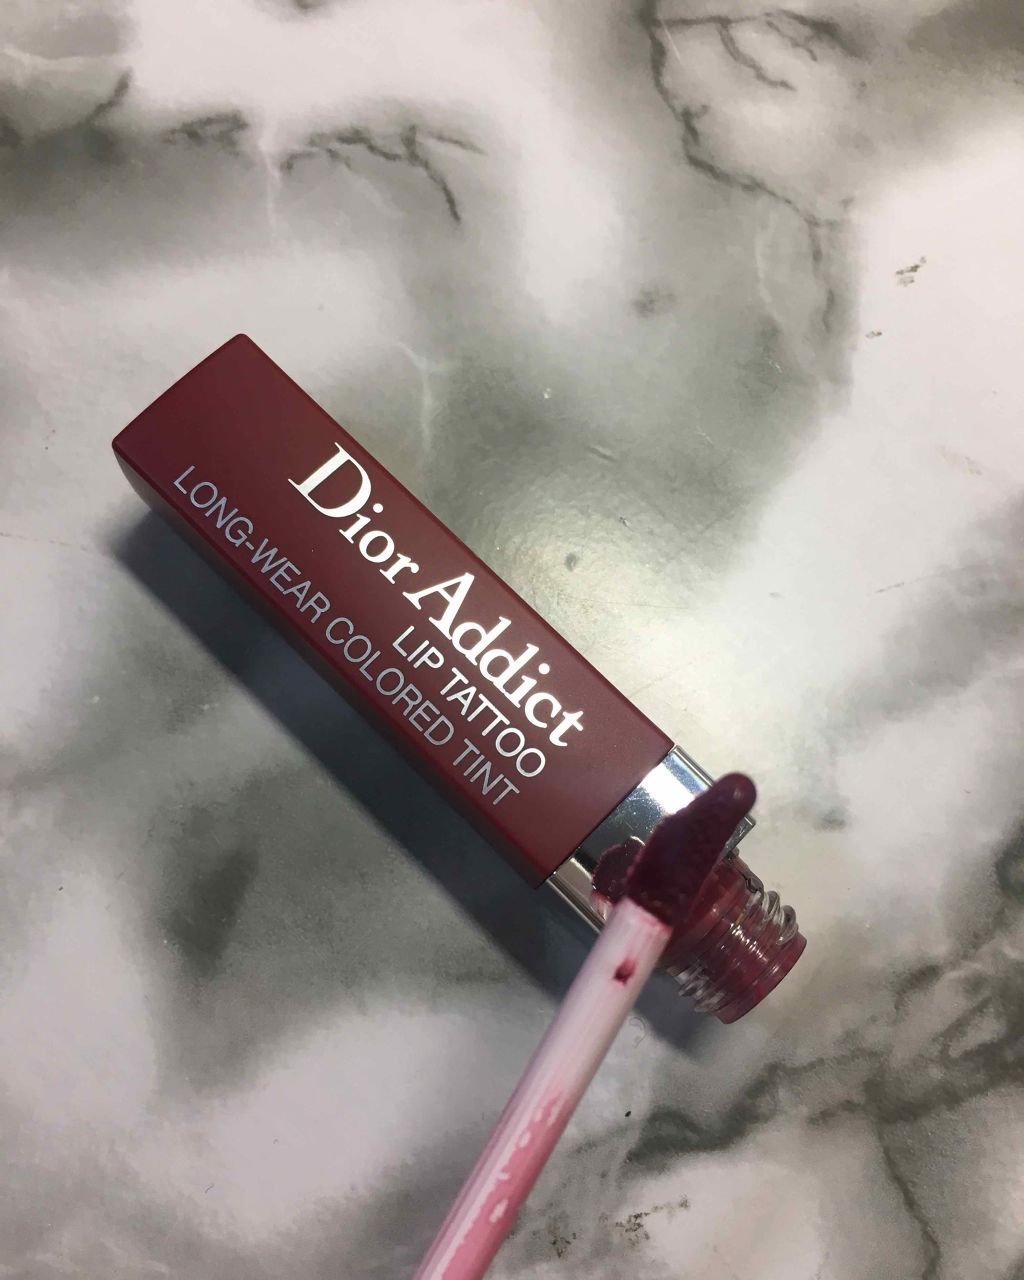 Dior Addict
LIP TATTOO
LONG-WEAR COLORED TINT